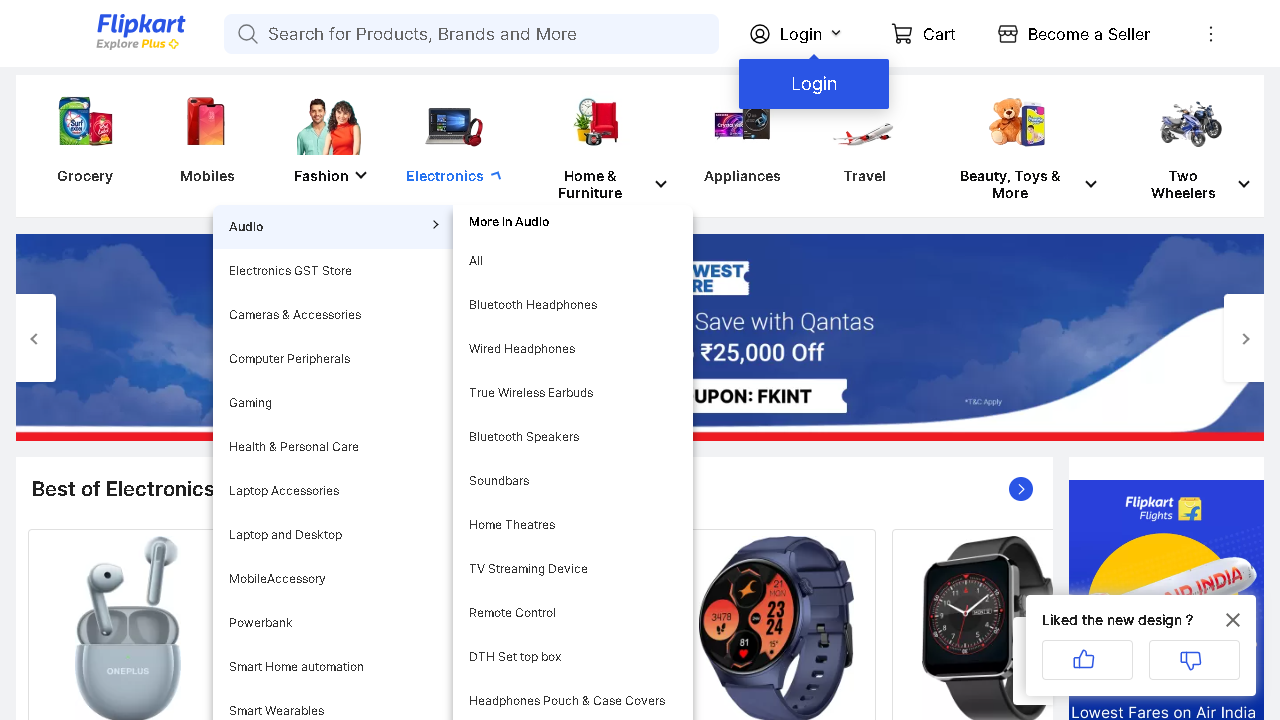 Flipkart
Explore Plus
Search for Products, Brands and More
Login
Cart
Become a Seller
Login
Grocery
Mobiles
Fashion
Electronics
Home &
Furniture
Appliances
Travel
Beauty, Toys &
More
Two
Wheelers
Audio
Electronics GST Store
Cameras & Accessories
Computer Peripherals
Gaming
Health & Personal Care
Laptop Accessories
Laptop and Desktop
MobileAccessory
Powerbank
Smart Home automation
Smart Wearables
More In Audio
All
Bluetooth Headphones
Wired Headphones
True Wireless Earbuds
Bluetooth Speakers
Soundbars
Home Theatres
TV Streaming Device
Remote Control
DTH Set top box
Headphones Pouch & Case Covers
WEST
RE
Save with Qantas
₹25,000 Off
UPON: FKINT
*T&C Apply
Best of Electronics
ONEPLUS
Flipkart
Flights
AIR INDIA
Liked the new design ?
Lowest Fares on Air India